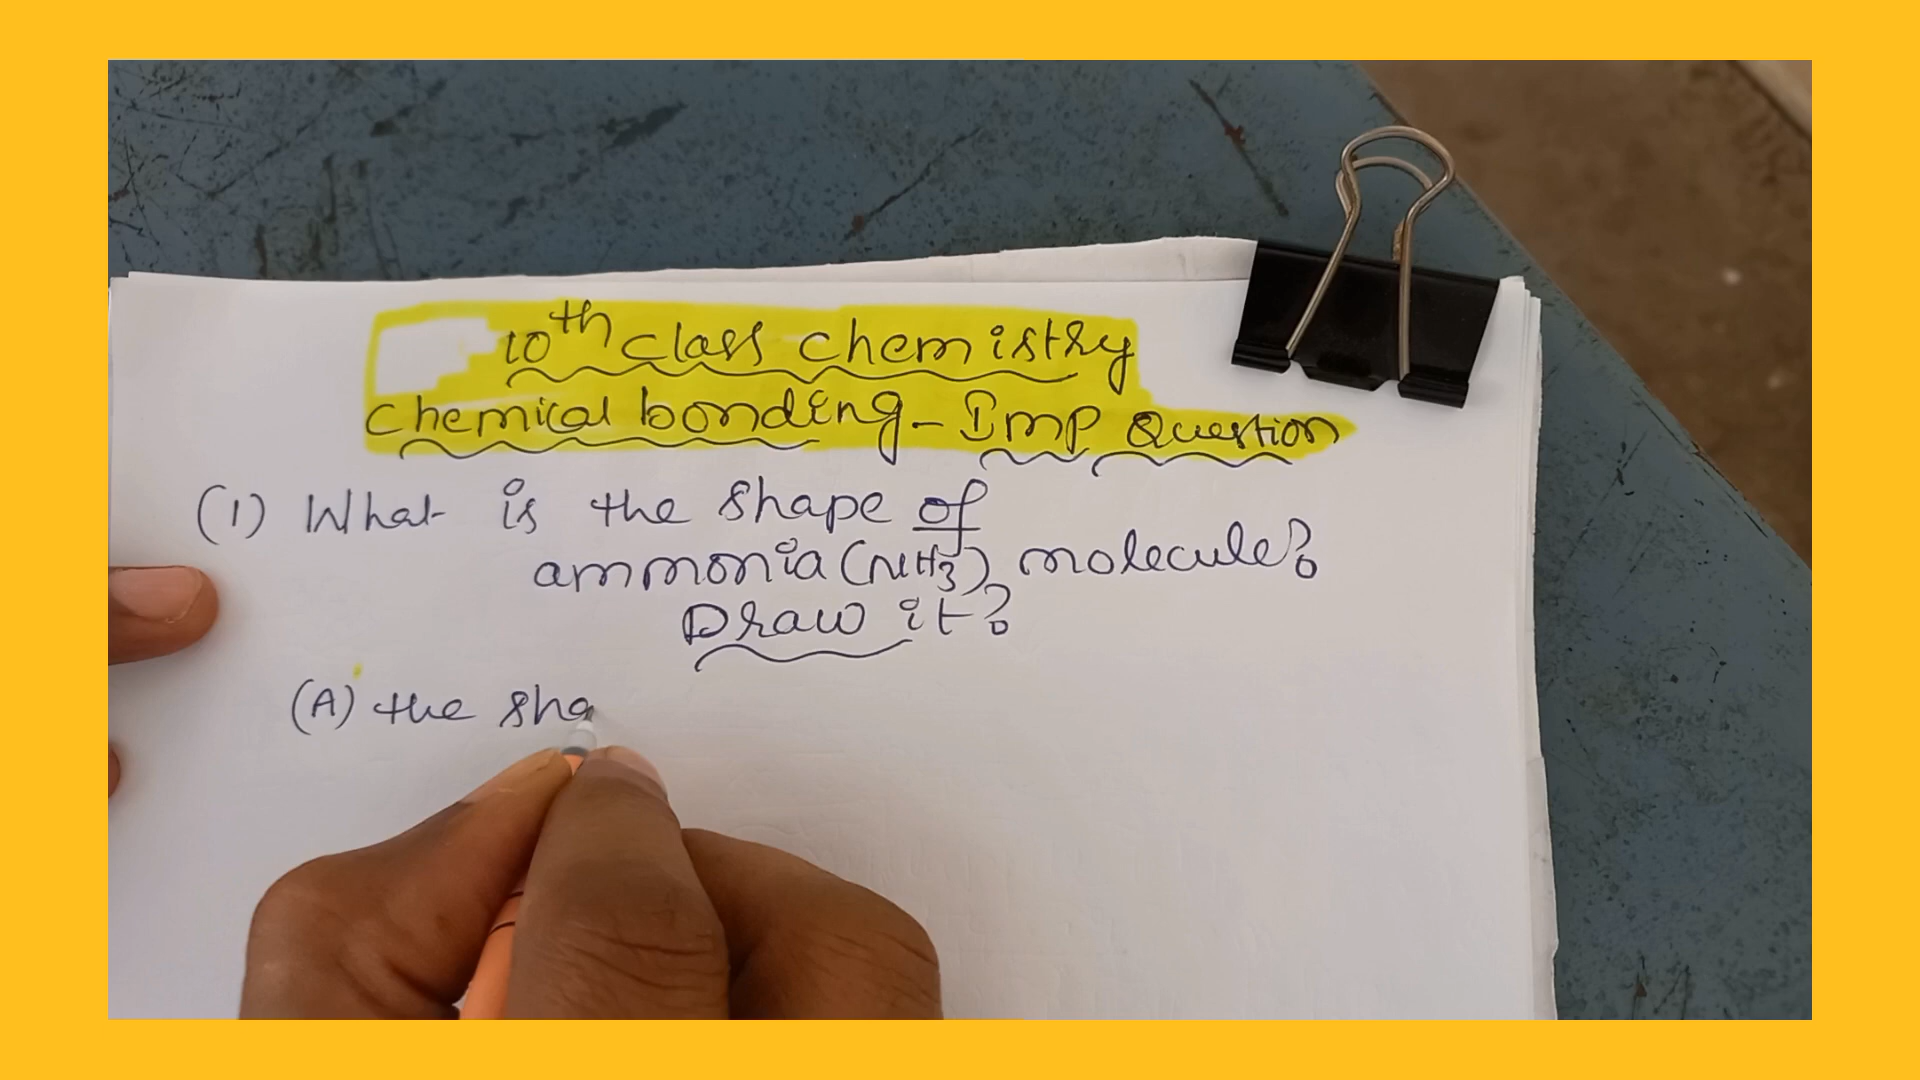 10th class chemistry
chemical bonding - Imp Question
(1) What is the shape of
ammonia (NH3) molecule?
Draw it?
(A) the sha